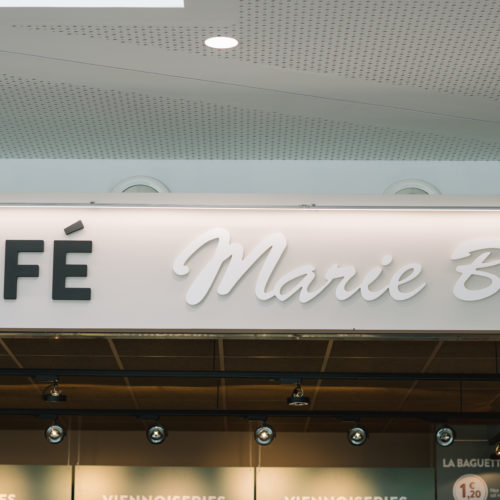 FÉ Marie B
LA BAGUETTE
1€,20
VIENNOISERIES VIENNOISERIES